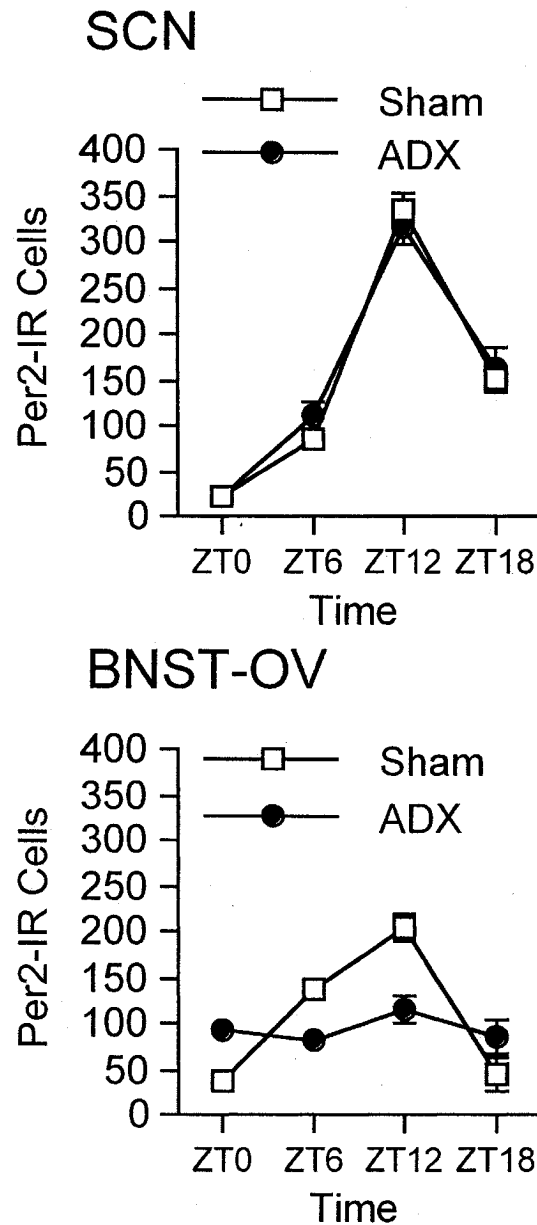 SCN
Sham
ADX
400
350
300
250
200
150
100
50
0
Per2-IR Cells
ZT0 ZT6 ZT12 ZT18
Time
BNST-OV
Sham
ADX
400
350
300
250
200
150
100
50
0
Per2-IR Cells
ZT0 ZT6 ZT12 ZT18
Time